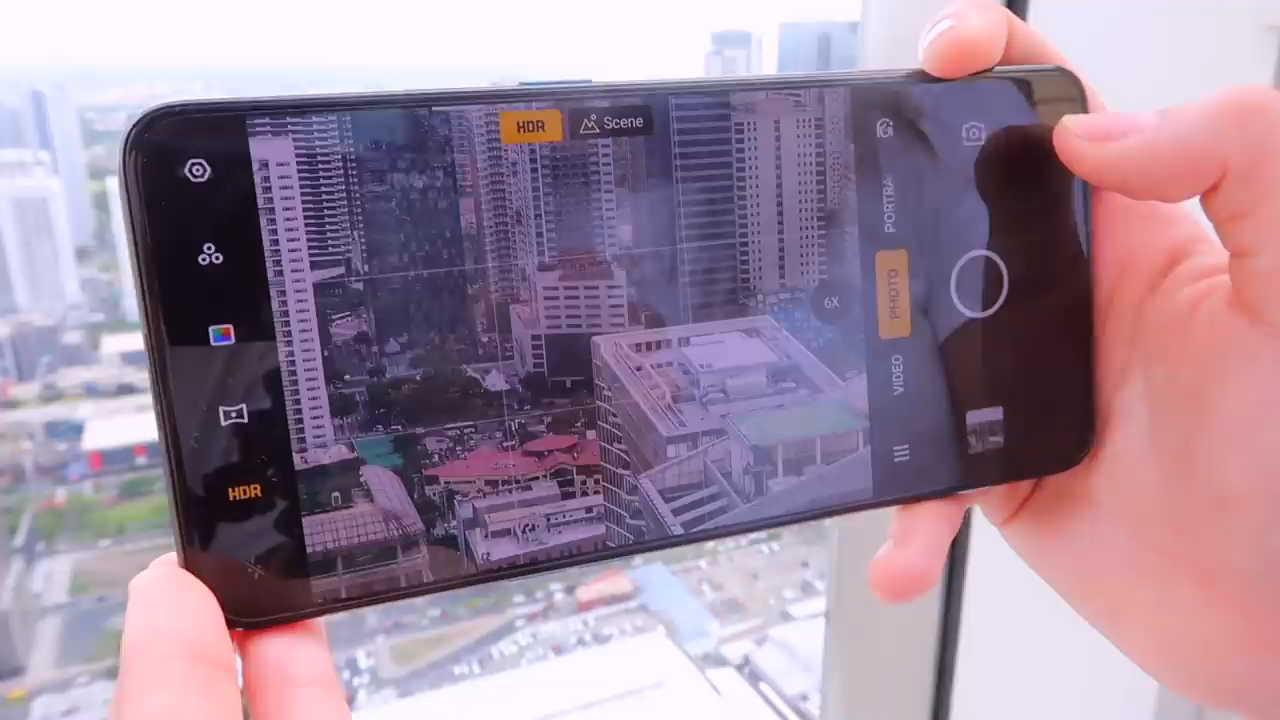 HDR
Scene
6X
PORTRA
PHOTO
VIDEO
HDR